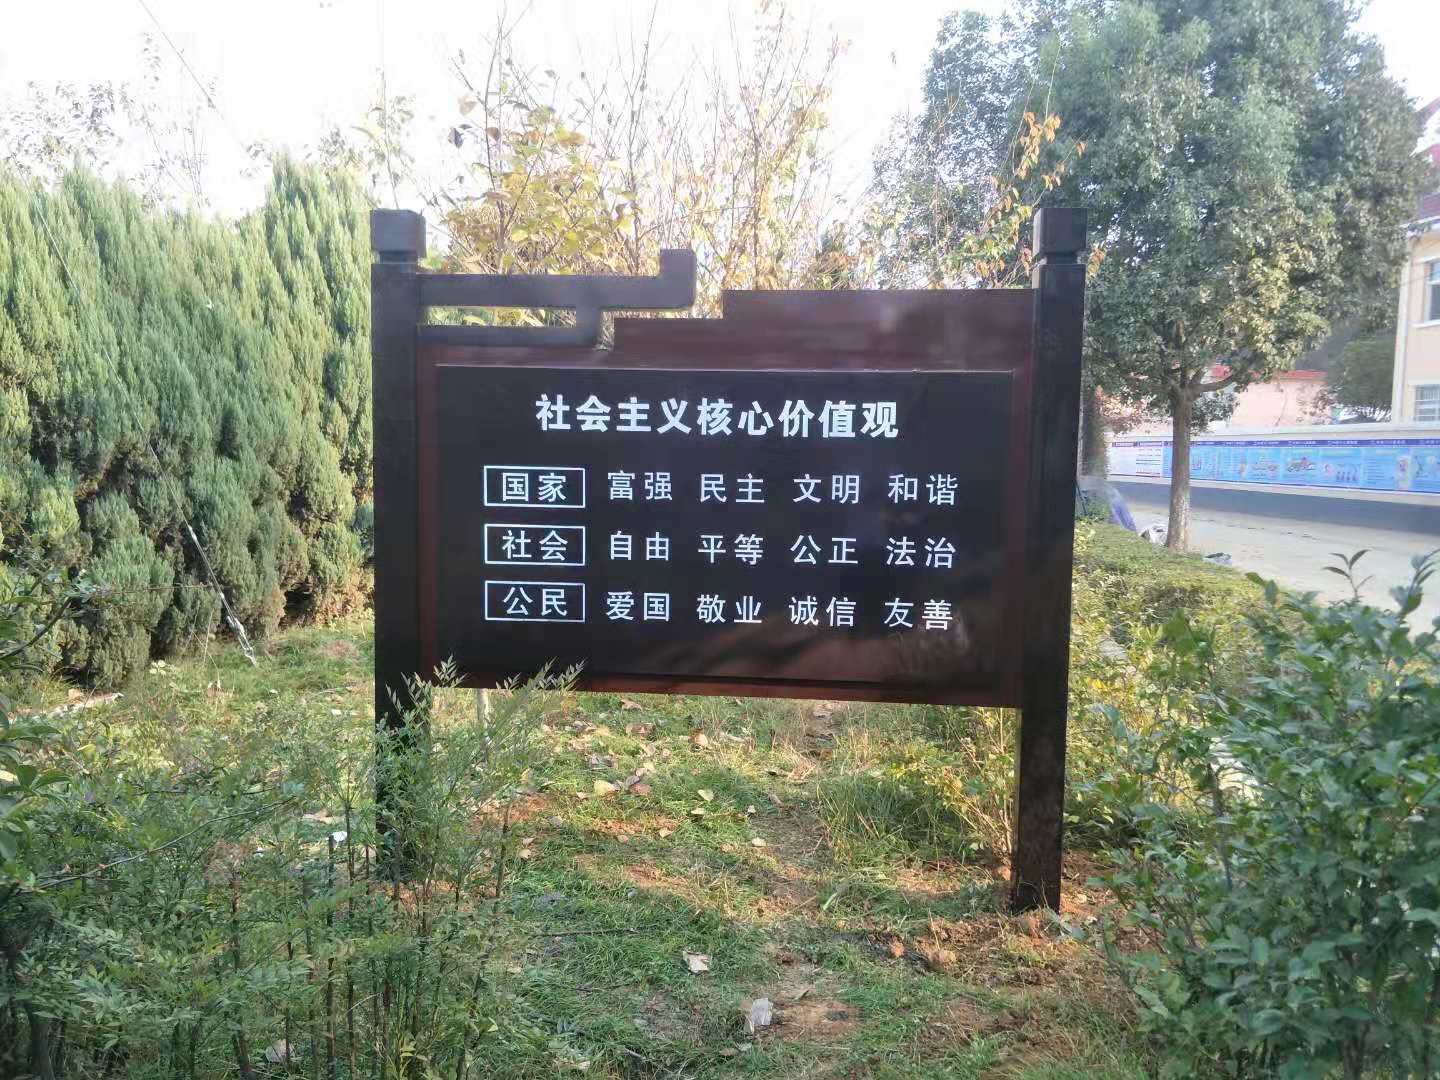 社会主义核心价值观
国家 富强 民主 文明 和谐
社会 自由 平等 公正 法治
公民 爱国 敬业 诚信 友善